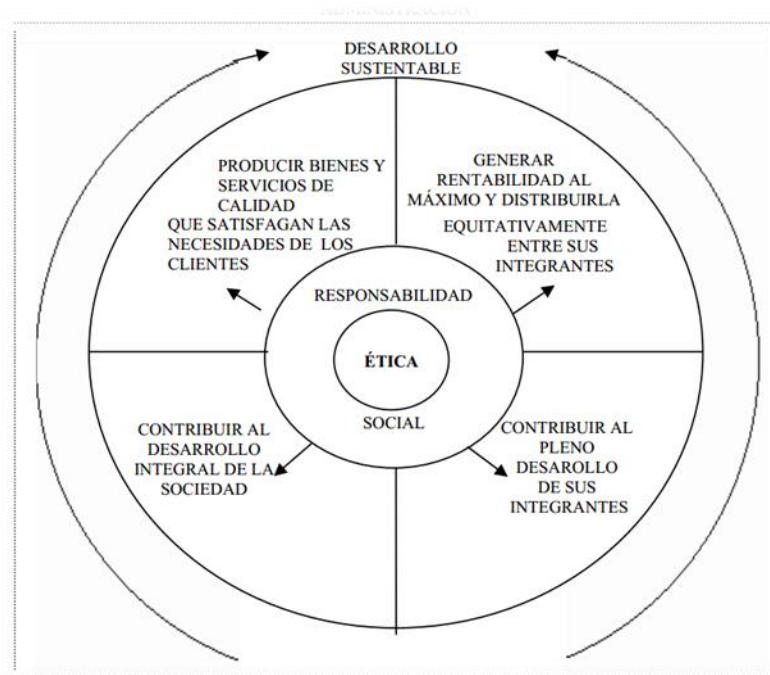 DESARROLLO
SUSTENTABLE
PRODUCIR BIENES Y
SERVICIOS DE
CALIDAD
QUE SATISFAGAN LAS
NECESIDADES DE LOS
CLIENTES
GENERAR
RENTABILIDAD AL
MÁXIMO Y DISTRIBUIRLA
EQUITATIVAMENTE
ENTRE SUS
INTEGRANTES
RESPONSABILIDAD
ÉTICA
SOCIAL
CONTRIBUIR AL
DESARROLLO
INTEGRAL DE LA
SOCIEDAD
CONTRIBUIR AL
PLENO
DESAROLLO
DE SUS
INTEGRANTES